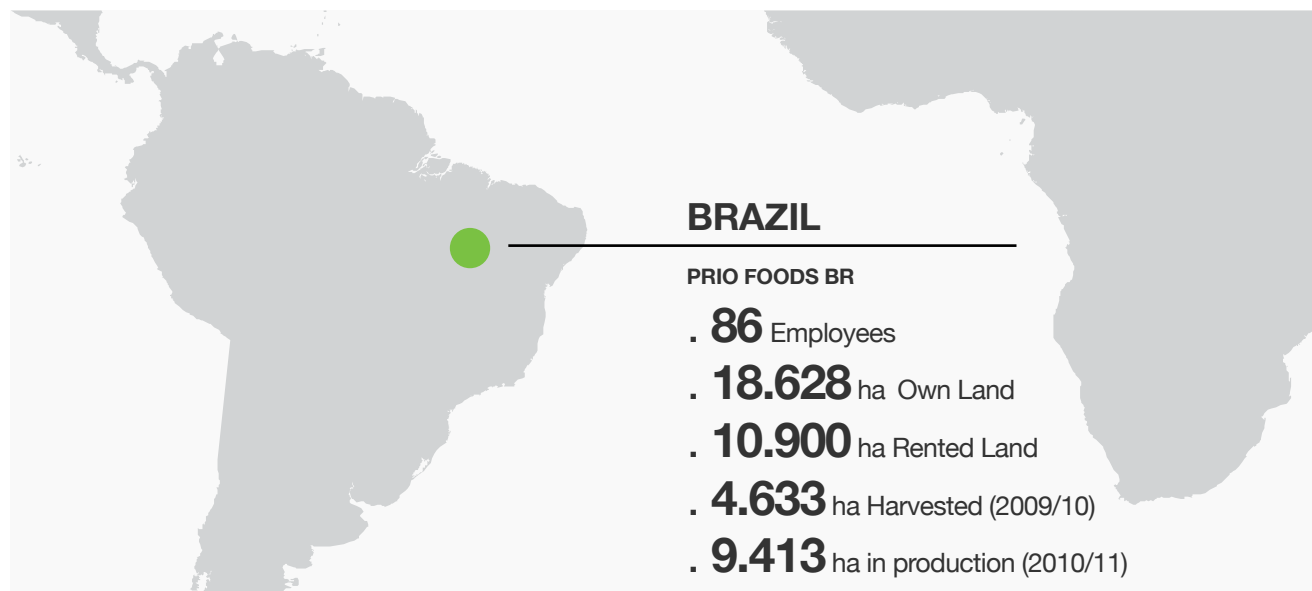 BRAZIL
PRIO FOODS BR
. 86 Employees
. 18.628 ha Own Land
. 10.900 ha Rented Land
. 4.633 ha Harvested (2009/10)
. 9.413 ha in production (2010/11)